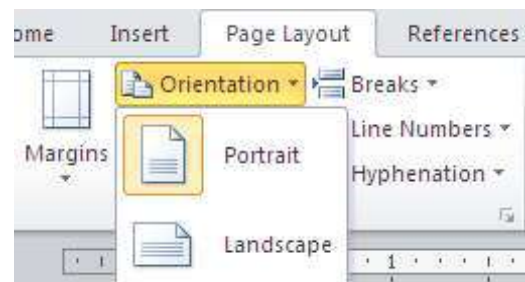 ome Insert Page Layout References
Orientation Breaks
Margins
Portrait
Line Numbers
Hyphenation
Landscape
1